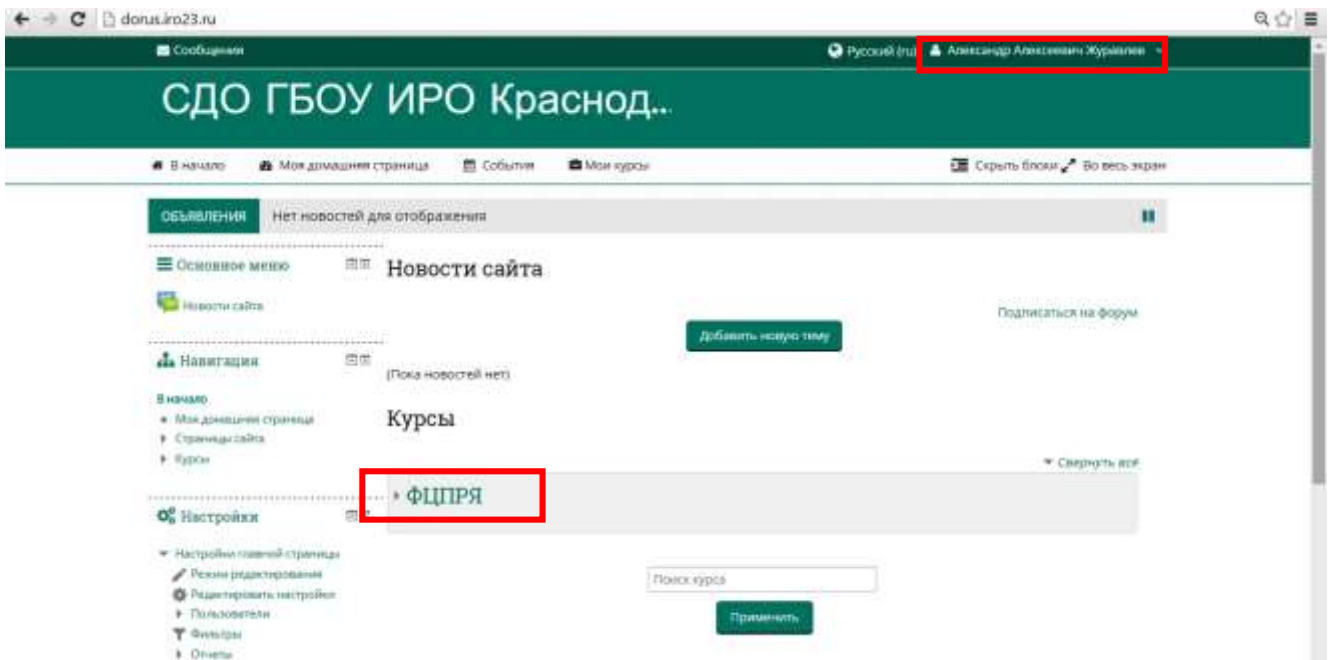 dorus.iro23.ru
Сообщения Русский (ru) Александр Алексеевич Журавлев
СДО ГБОУ ИРО Краснод...
В начало Моя домашняя страница События Мои курсы Скрыть блоки Во весь экран
ОБЪЯВЛЕНИЯ Нет новостей для отображения
Основное меню
Новости сайта
Навигация
В начало
Моя домашняя страница
Страницы сайта
Курсы
Настройки
Настройки главной страницы
Режим редактирования
Редактировать настройки
Пользователи
Фильтры
Отчеты
Новости сайта
Подписаться на форум
Добавить новую тему
(Пока новостей нет)
Курсы
Свернуть всё
ФЦПРЯ
Поиск курса
Применить